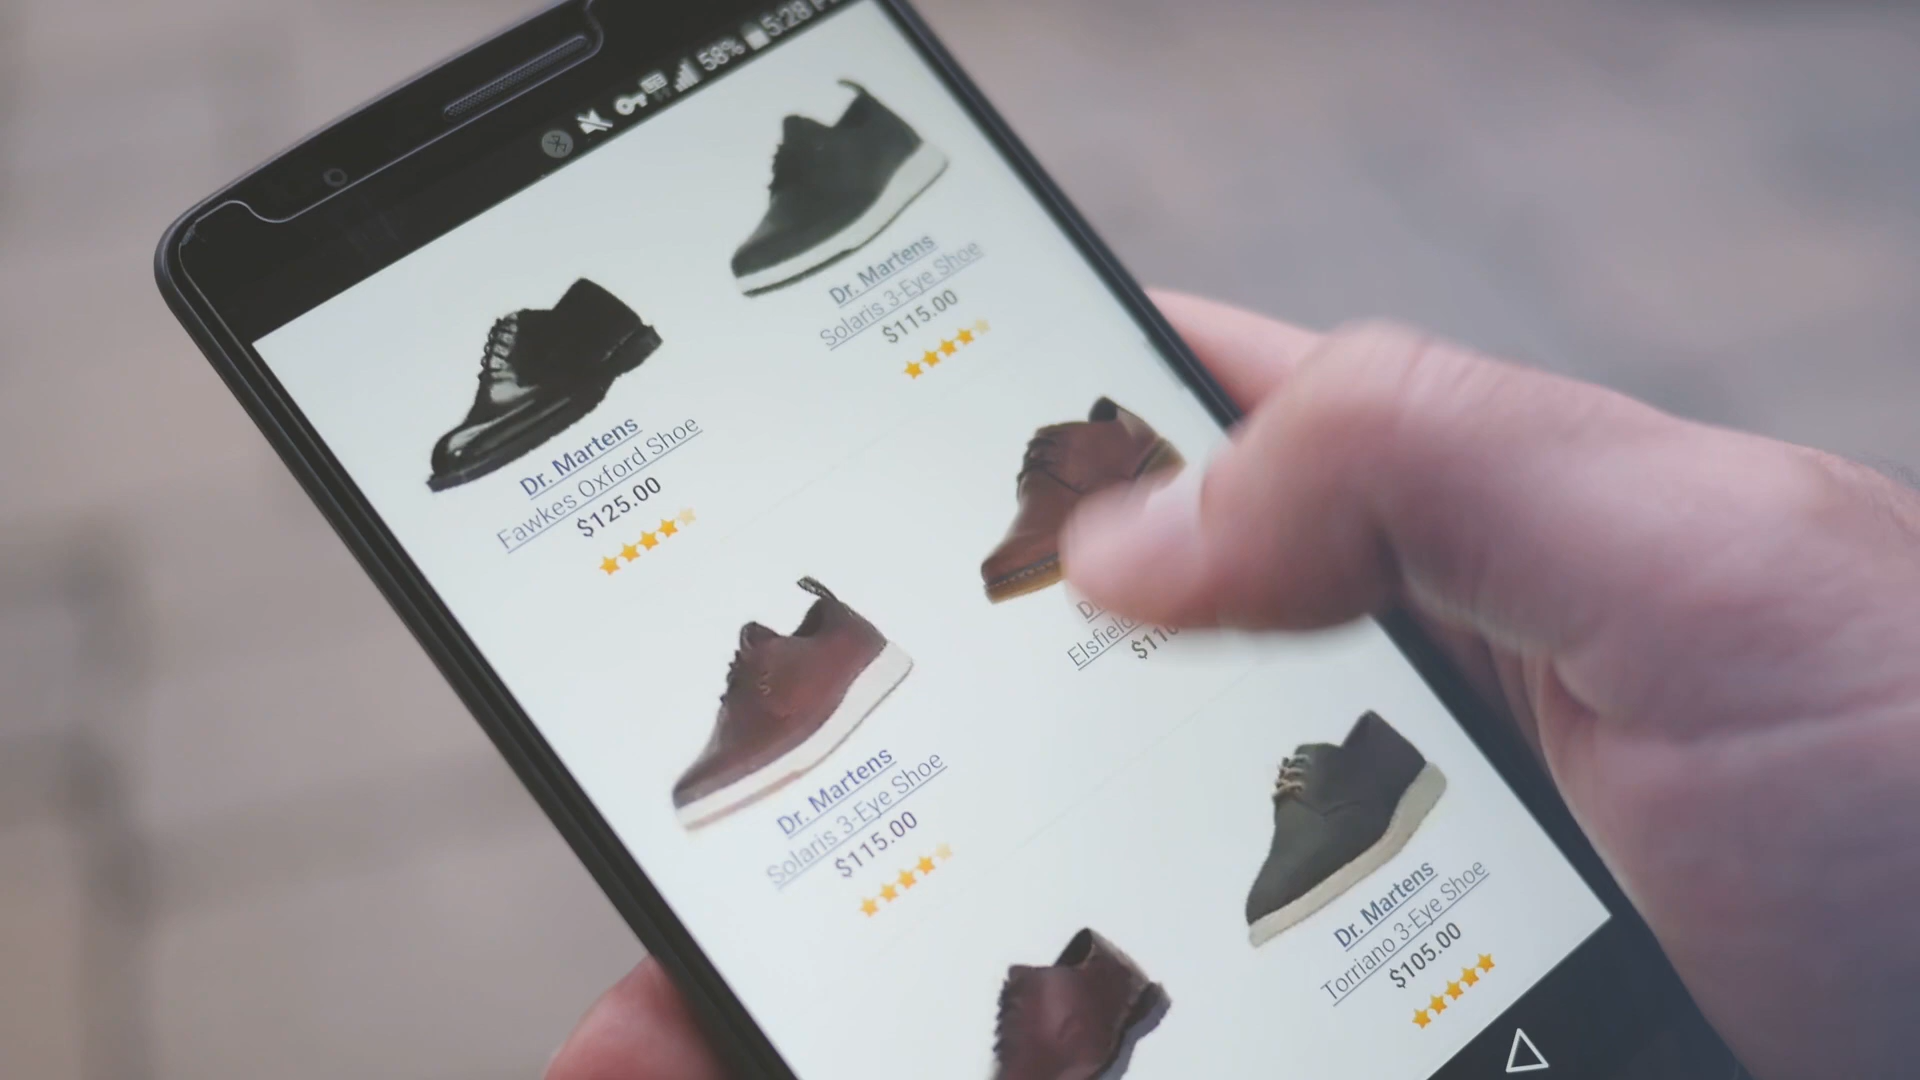 58% 5:28
Dr. Martens
Fawkes Oxford Shoe
$125.00
Dr. Martens
Solaris 3-Eye Shoe
$115.00
Dr. Martens
Solaris 3-Eye Shoe
$115.00
Elsfield
Dr. Martens
Torriano 3-Eye Shoe
$105.00